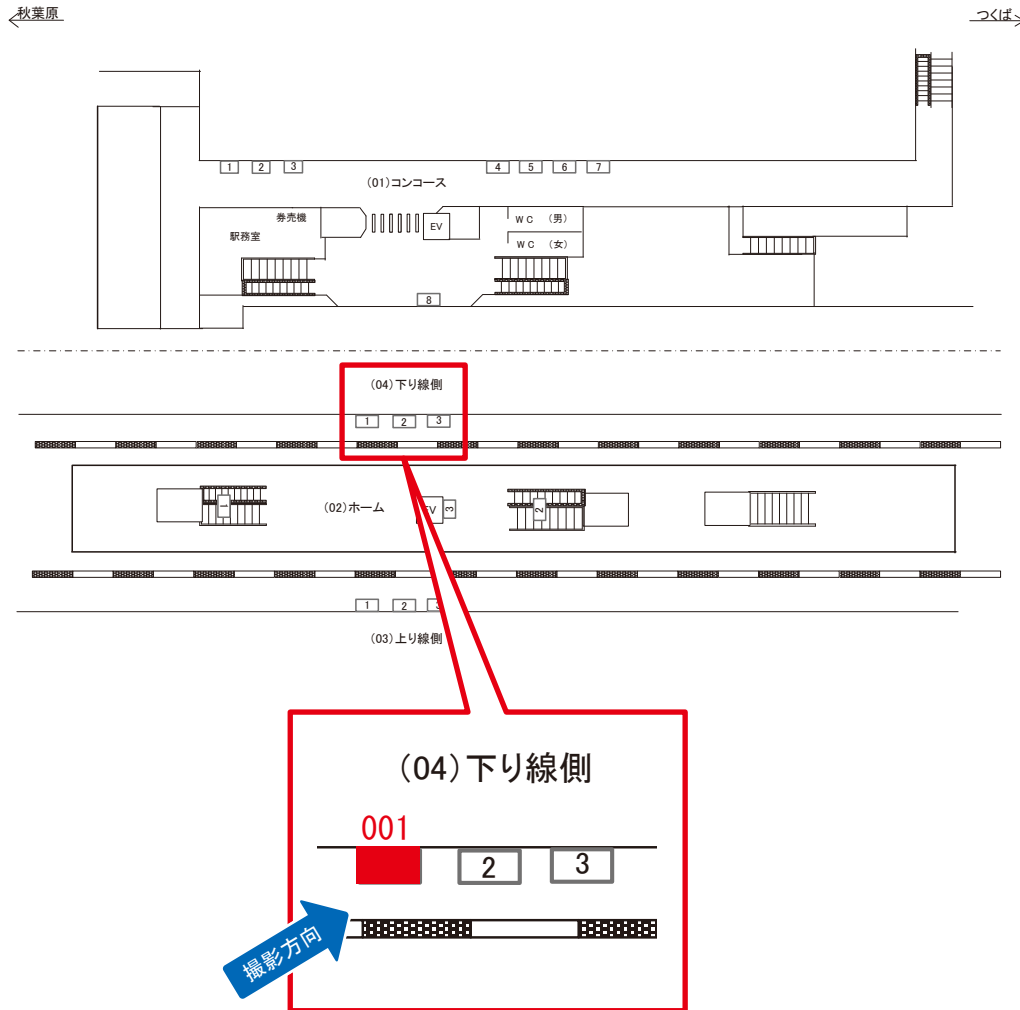 秋葉原
つくば
1
2
3
4
5
6
7
(01)コンコース
券売機
駅務室
EV
WC (男)
WC (女)
8
(04)下り線側
1
2
3
(02)ホーム
1
EV
3
2
1
2
3
(03)上り線側
(04)下り線側
001
2
3
撮影方向